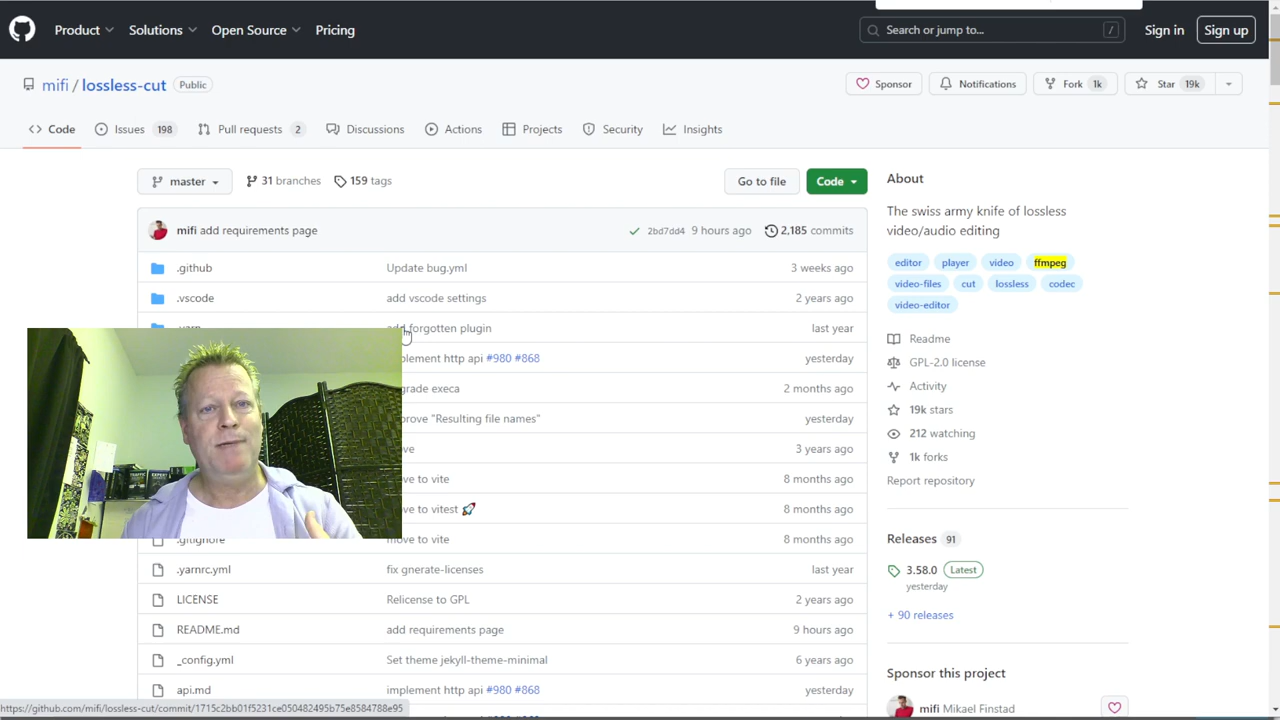 Product Solutions Open Source Pricing Search or jump to... / Sign in Sign up
mifi / lossless-cut Public Sponsor Notifications Fork 1k Star 19k
Code Issues 198 Pull requests 2 Discussions Actions Projects Security Insights
master 31 branches 159 tags Go to file Code
mifi add requirements page 2bd7dd4 9 hours ago 2,185 commits
.github Update bug.yml 3 weeks ago
.vscode add vscode settings 2 years ago
.yarn add forgotten plugin last year
plement http api #980 #868 yesterday
grade execa 2 months ago
prove "Resulting file names" yesterday
ove 3 years ago
ove to vite 8 months ago
ove to vitest 🚀 8 months ago
.gitignore move to vite 8 months ago
.yarnrc.yml fix gnerate-licenses last year
LICENSE Relicense to GPL 2 years ago
README.md add requirements page 9 hours ago
_config.yml Set theme jekyll-theme-minimal 6 years ago
api.md implement http api #980 #868 yesterday
About
The swiss army knife of lossless
video/audio editing
editor player video ffmpeg
video-files cut lossless codec
video-editor
Readme
GPL-2.0 license
Activity
19k stars
212 watching
1k forks
Report repository
Releases 91
3.58.0 Latest
yesterday
+ 90 releases
Sponsor this project
mifi Mikael Finstad
https://github.com/mifi/lossless-cut/commit/1715c2bb01f5231ce050482495b75e8584788e95